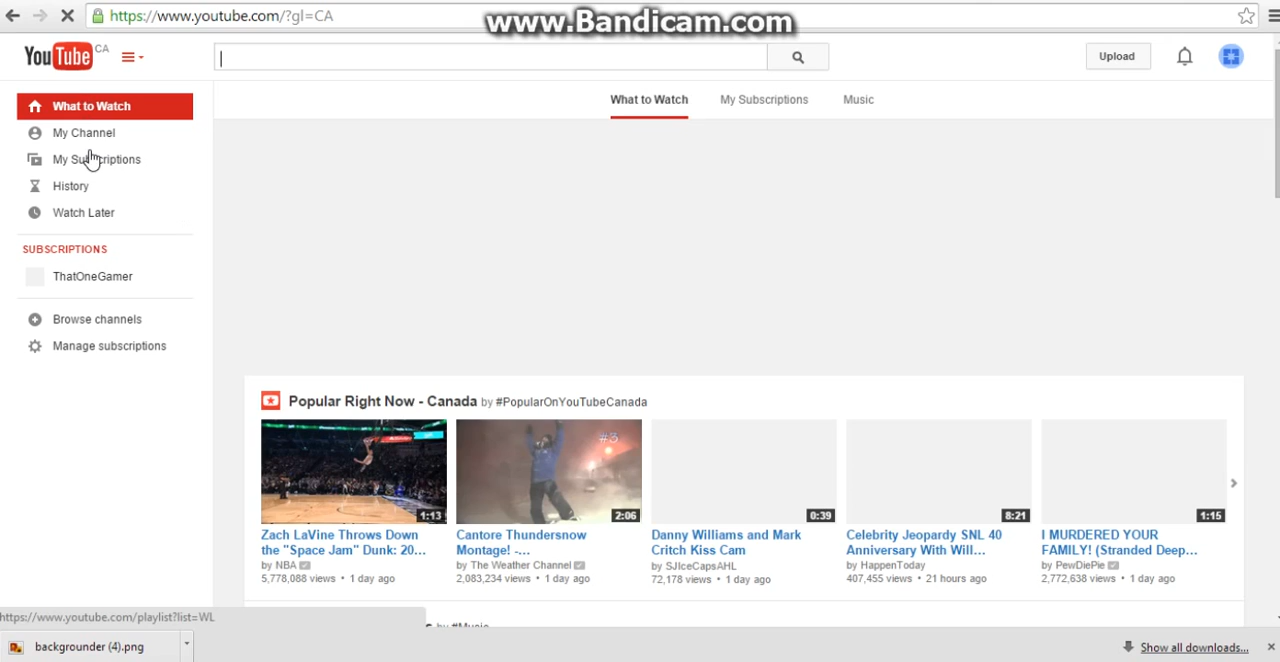 https://www.youtube.com/?gl=CA
www.Bandicam.com
YouTube CA
Upload
What to Watch
My Channel
My Subscriptions
History
Watch Later
SUBSCRIPTIONS
ThatOneGamer
Browse channels
Manage subscriptions
What to Watch My Subscriptions Music
Popular Right Now - Canada by #PopularOnYouTubeCanada
#3
1:13
2:06
0:39
8:21
1:15
Zach LaVine Throws Down
the "Space Jam" Dunk: 20...
by NBA
5,778,088 views • 1 day ago
Cantore Thundersnow
Montage! -...
by The Weather Channel
2,083,234 views • 1 day ago
Danny Williams and Mark
Critch Kiss Cam
by SJIceCapsAHL
72,178 views • 1 day ago
Celebrity Jeopardy SNL 40
Anniversary With Will...
by HappenToday
407,455 views • 21 hours ago
I MURDERED YOUR
FAMILY! (Stranded Deep...
by PewDiePie
2,772,638 views • 1 day ago
by #Music
https://www.youtube.com/playlist?list=WL
backgrounder (4).png
Show all downloads...